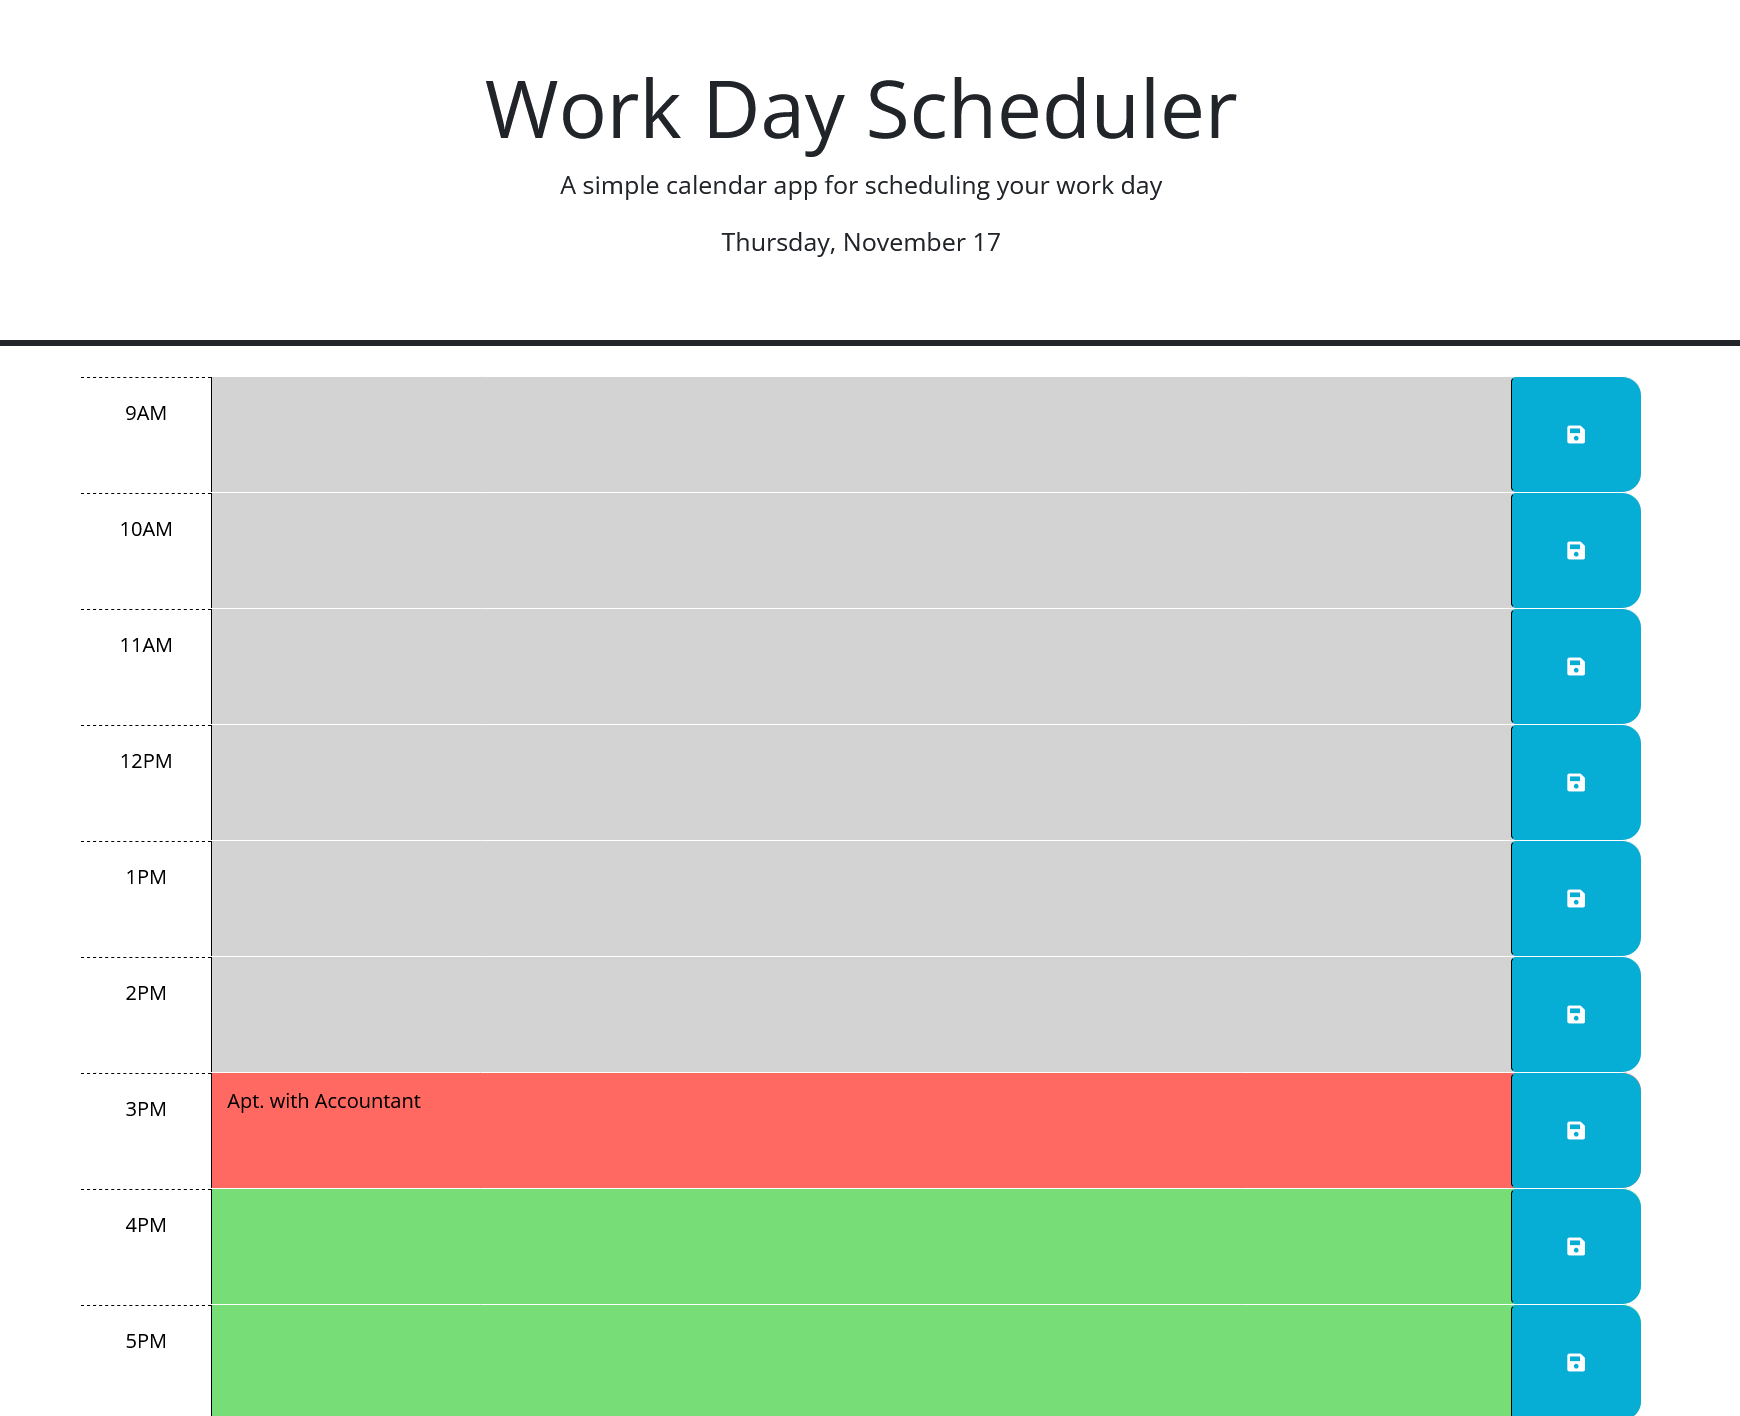 Work Day Scheduler
A simple calendar app for scheduling your work day
Thursday, November 17
9AM
10AM
11AM
12PM
1PM
2PM
3PM
Apt. with Accountant
4PM
5PM